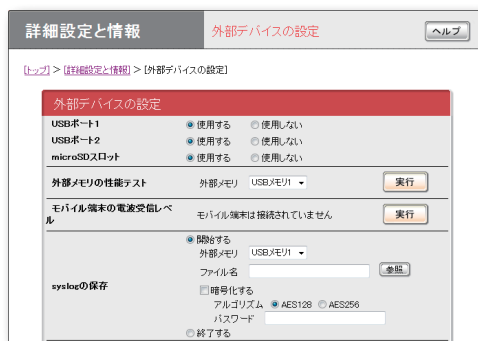 詳細設定と情報 外部デバイスの設定 ヘルプ
[トップ] > [詳細設定と情報] > [外部デバイスの設定]
外部デバイスの設定
USBポート1 使用する 使用しない
USBポート2 使用する 使用しない
microSDスロット 使用する 使用しない
外部メモリの性能テスト 外部メモリ USBメモリ1 実行
モバイル端末の電波受信レベ
ル モバイル端末は接続されていません 実行
開始する
外部メモリ USBメモリ1
ファイル名 参照
syslogの保存 暗号化する
アルゴリズム AES128 AES256
パスワード
終了する